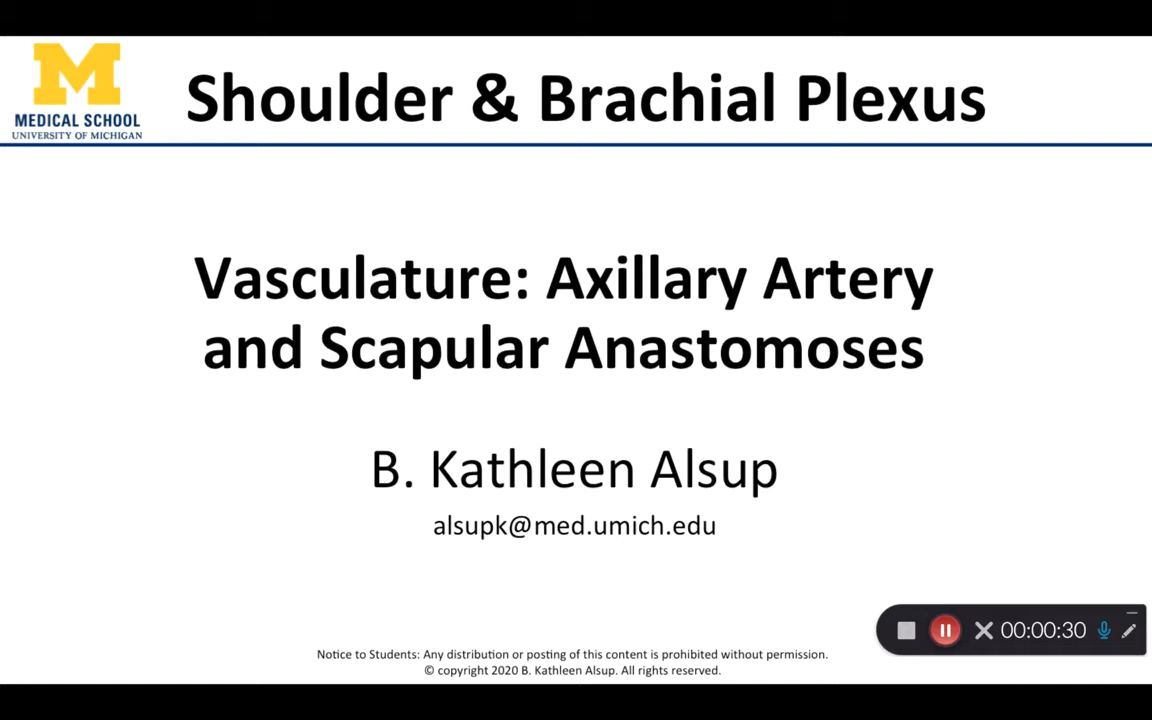 M
MEDICAL SCHOOL
UNIVERSITY OF MICHIGAN
Shoulder & Brachial Plexus
Vasculature: Axillary Artery
and Scapular Anastomoses
B. Kathleen Alsup
alsupk@med.umich.edu
00:00:30
Notice to Students: Any distribution or posting of this content is prohibited without permission.
© copyright 2020 B. Kathleen Alsup. All rights reserved.